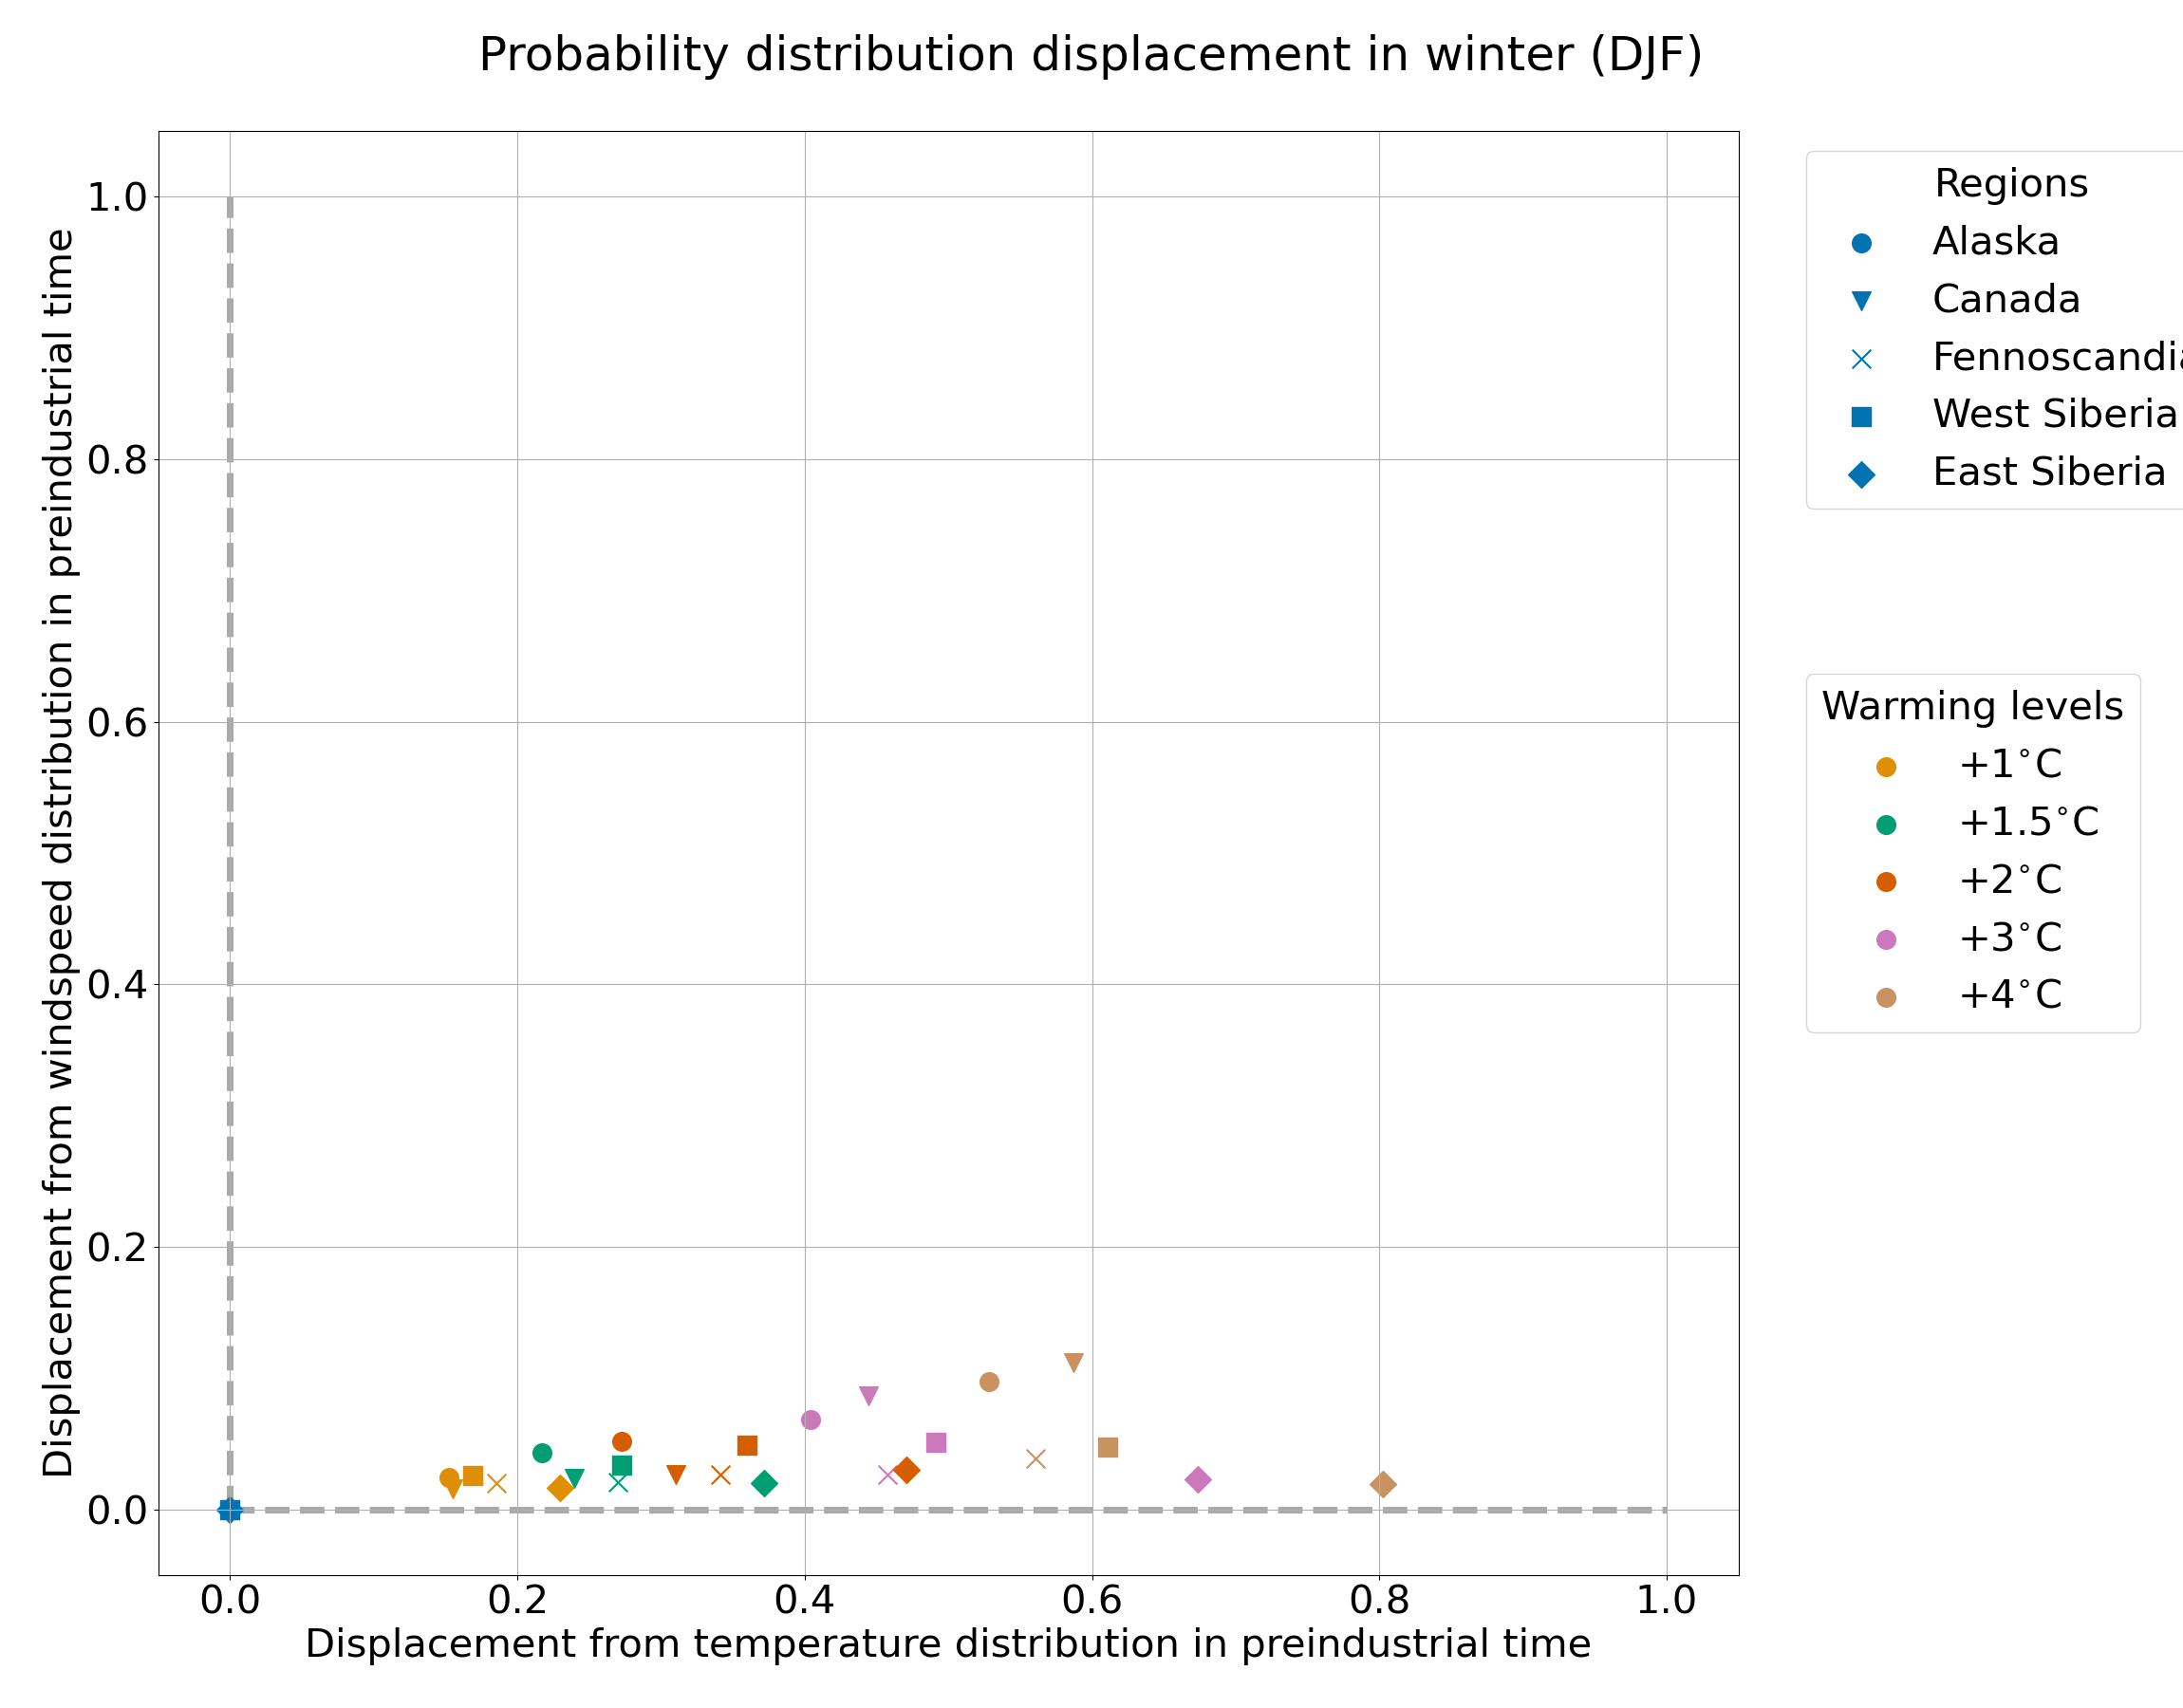 Probability distribution displacement in winter (DJF)
Displacement from windspeed distribution in preindustrial time
1.0
0.8
0.6
0.4
0.2
0.0
0.0 0.2 0.4 0.6 0.8 1.0
Displacement from temperature distribution in preindustrial time
Regions
Alaska
Canada
Fennoscandia
West Siberia
East Siberia
Warming levels
+1°C
+1.5°C
+2°C
+3°C
+4°C